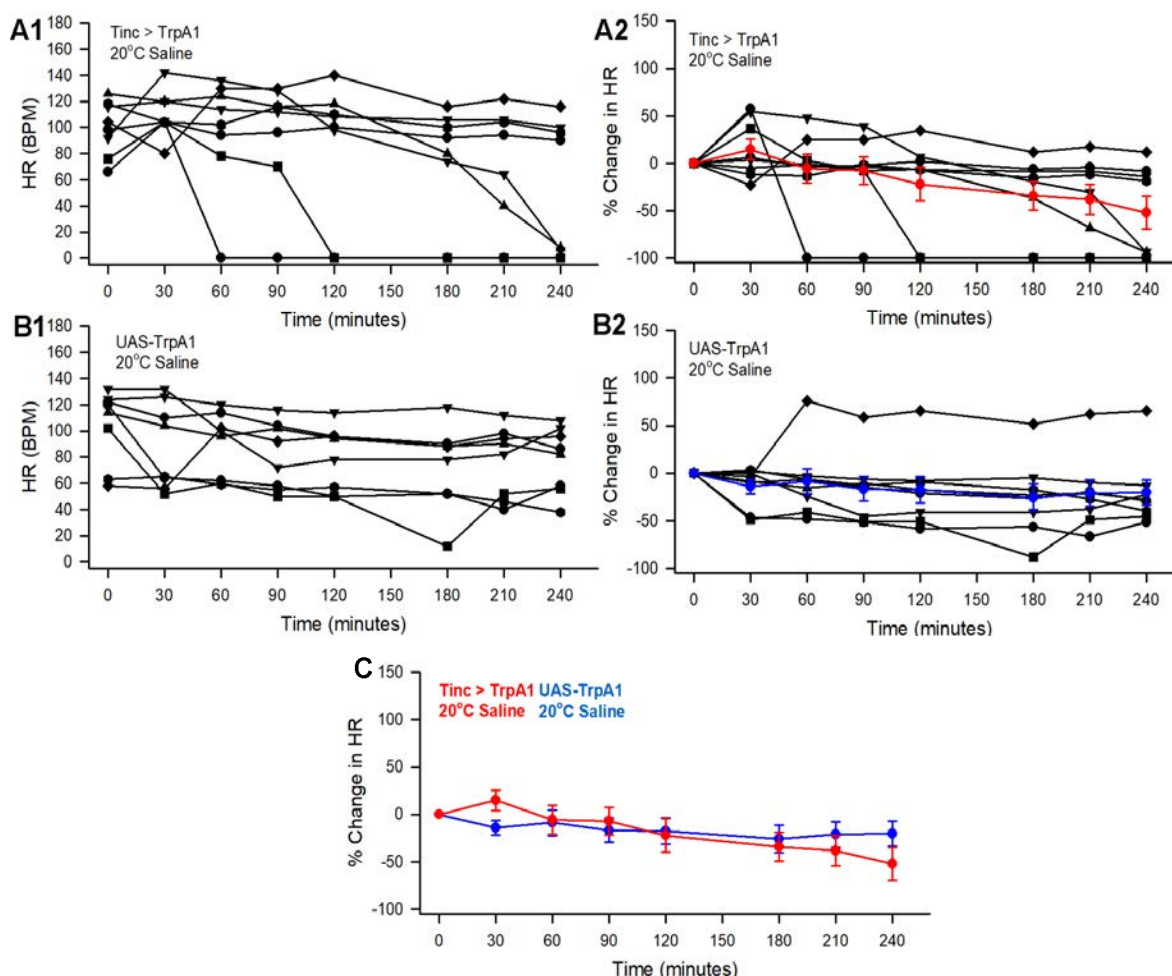 A1
Tinc > TrpA1
20°C Saline
HR (BPM)
180
160
140
120
100
80
60
40
20
0
0 30 60 90 120 150 180 210 240
Time (minutes)
A2
Tinc > TrpA1
20°C Saline
% Change in HR
150
100
50
0
-50
-100
0 30 60 90 120 150 180 210 240
Time (minutes)
B1
UAS-TrpA1
20°C Saline
HR (BPM)
180
160
140
120
100
80
60
40
20
0
0 30 60 90 120 150 180 210 240
Time (minutes)
B2
UAS-TrpA1
20°C Saline
% Change in HR
150
100
50
0
-50
-100
0 30 60 90 120 150 180 210 240
Time (minutes)
C
Tinc > TrpA1 UAS-TrpA1
20°C Saline 20°C Saline
% Change in HR
150
100
50
0
-50
-100
0 30 60 90 120 150 180 210 240
Time (minutes)